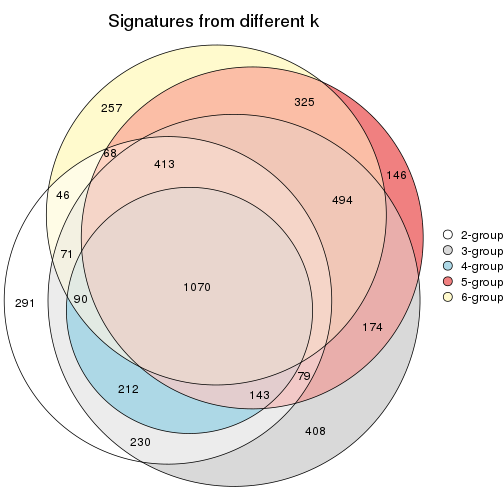 Signatures from different k
257
325
68
413
146
46
494
71
1070
291
90
174
79
212
143
230
408
2-group
3-group
4-group
5-group
6-group